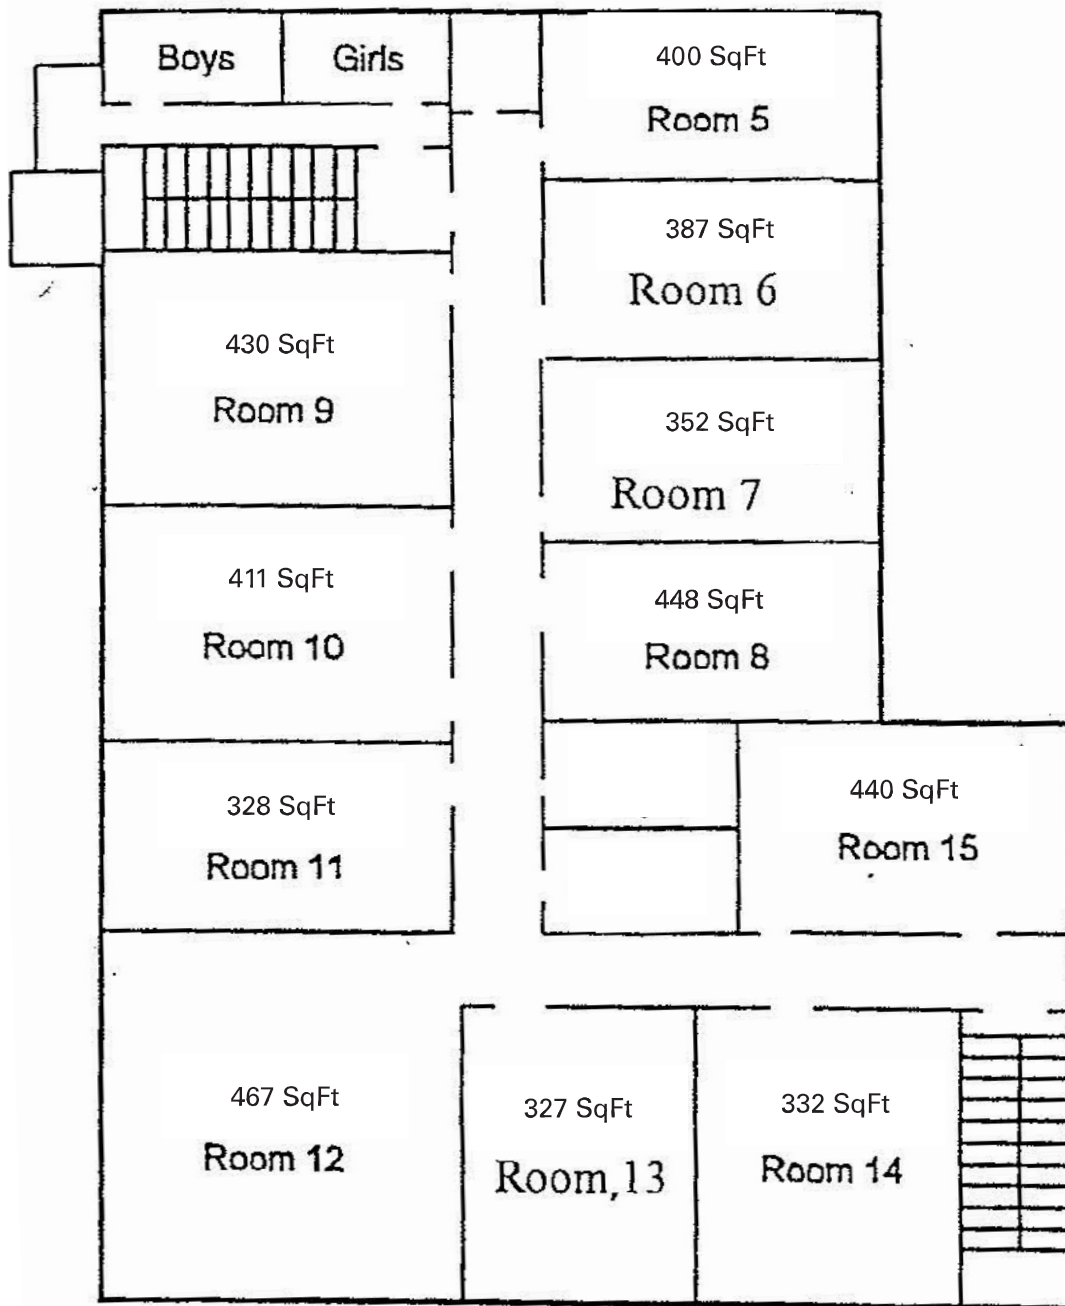 Boys
Girls
400 SqFt
Room 5
387 SqFt
Room 6
430 SqFt
Room 9
352 SqFt
Room 7
411 SqFt
Room 10
448 SqFt
Room 8
328 SqFt
Room 11
440 SqFt
Room 15
467 SqFt
Room 12
327 SqFt
Room,13
332 SqFt
Room 14